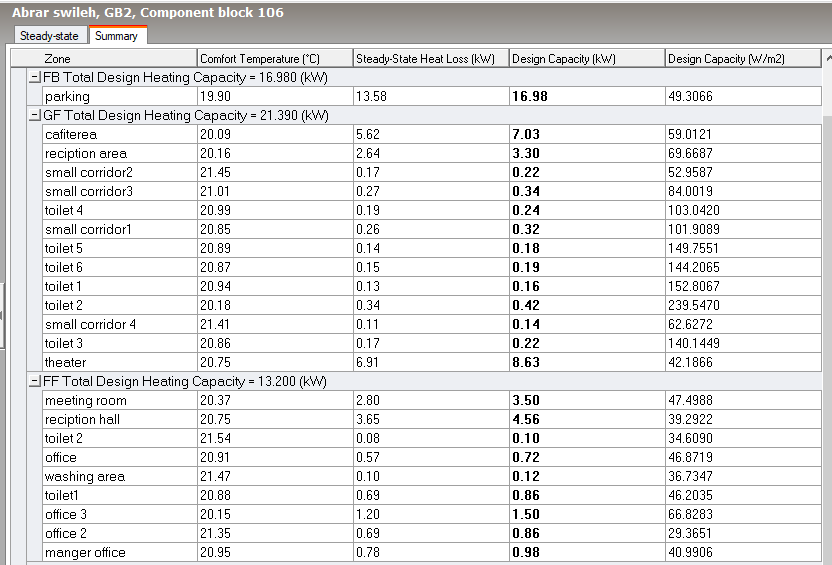 Abrar swileh, GB2, Component block 106
Steady-state Summary
Zone Comfort Temperature (°C) Steady-State Heat Loss (kW) Design Capacity (kW) Design Capacity (W/m2)
FB Total Design Heating Capacity = 16.980 (kW)
parking 19.90 13.58 16.98 49.3066
GF Total Design Heating Capacity = 21.390 (kW)
cafiterea 20.09 5.62 7.03 59.0121
reciption area 20.16 2.64 3.30 69.6687
small corridor2 21.45 0.17 0.22 52.9587
small corridor3 21.01 0.27 0.34 84.0019
toilet 4 20.99 0.19 0.24 103.0420
small corridor1 20.85 0.26 0.32 101.9089
toilet 5 20.89 0.14 0.18 149.7551
toilet 6 20.87 0.15 0.19 144.2065
toilet 1 20.94 0.13 0.16 152.8067
toilet 2 20.18 0.34 0.42 239.5470
small corridor 4 21.41 0.11 0.14 62.6272
toilet 3 20.86 0.17 0.22 140.1449
theater 20.75 6.91 8.63 42.1866
FF Total Design Heating Capacity = 13.200 (kW)
meeting room 20.37 2.80 3.50 47.4988
reciption hall 20.75 3.65 4.56 39.2922
toilet 2 21.54 0.08 0.10 34.6090
office 20.91 0.57 0.72 46.8719
washing area 21.47 0.10 0.12 36.7347
toilet1 20.88 0.69 0.86 46.2035
office 3 20.15 1.20 1.50 66.8283
office 2 21.35 0.69 0.86 29.3651
manger office 20.95 0.78 0.98 40.9906